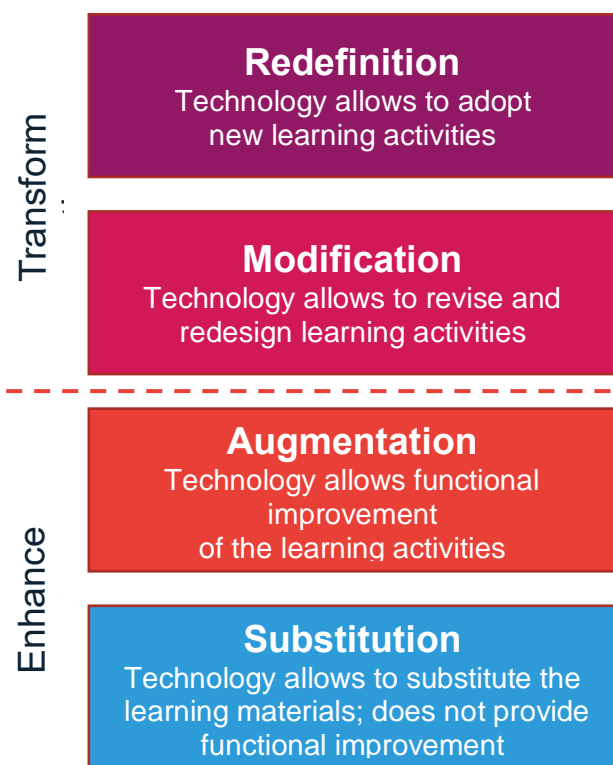 Transform
Redefinition
Technology allows to adopt
new learning activities
Modification
Technology allows to revise and
redesign learning activities
Enhance
Augmentation
Technology allows functional
improvement
of the learning activities
Substitution
Technology allows to substitute the
learning materials; does not provide
functional improvement